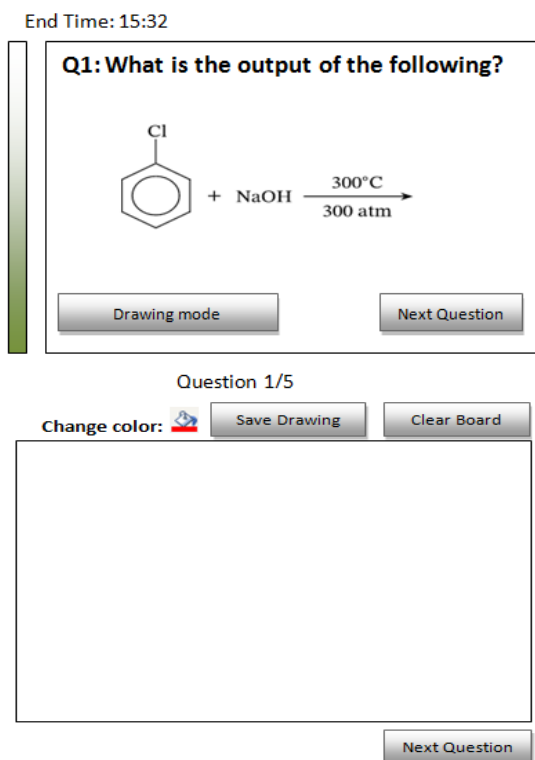 End Time: 15:32
Q1: What is the output of the following?
Cl
+ NaOH
300°C
300 atm
Drawing mode
Next Question
Question 1/5
Change color:
Save Drawing
Clear Board
Next Question